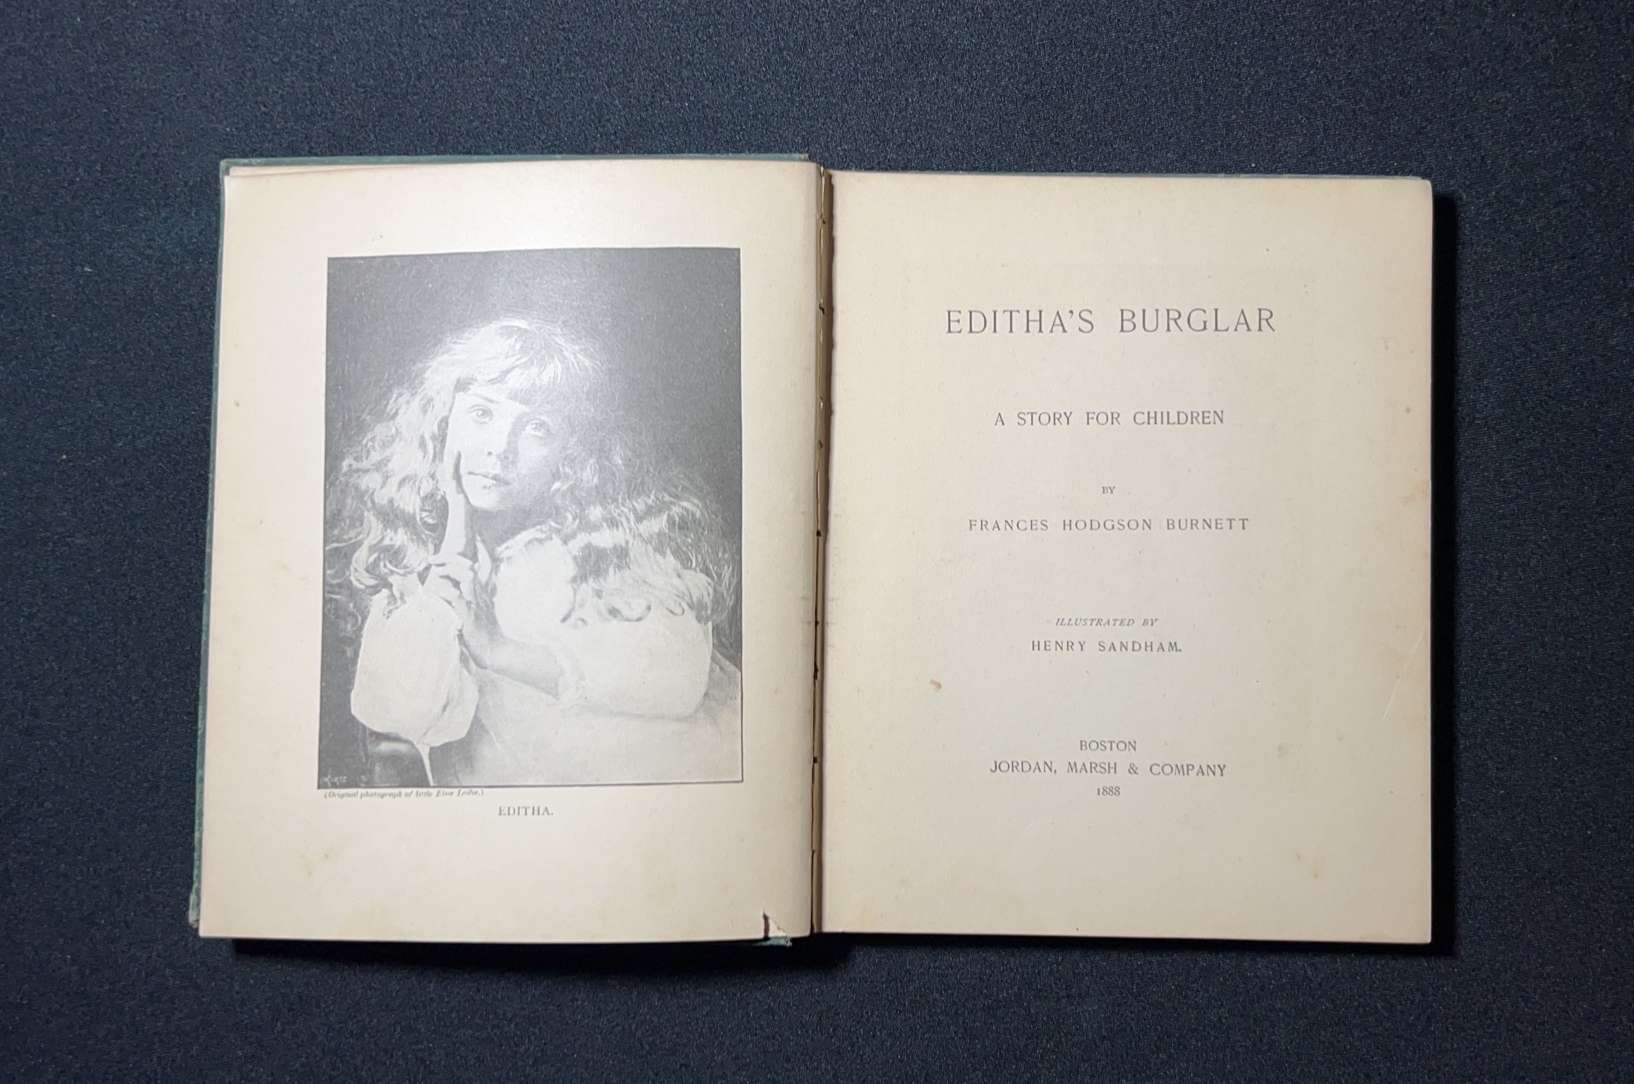 (Original photograph of little Elsie Leslie.)
EDITHA.
EDITHA'S BURGLAR
A STORY FOR CHILDREN
BY
FRANCES HODGSON BURNETT
ILLUSTRATED BY
HENRY SANDHAM.
BOSTON
JORDAN, MARSH & COMPANY
1888